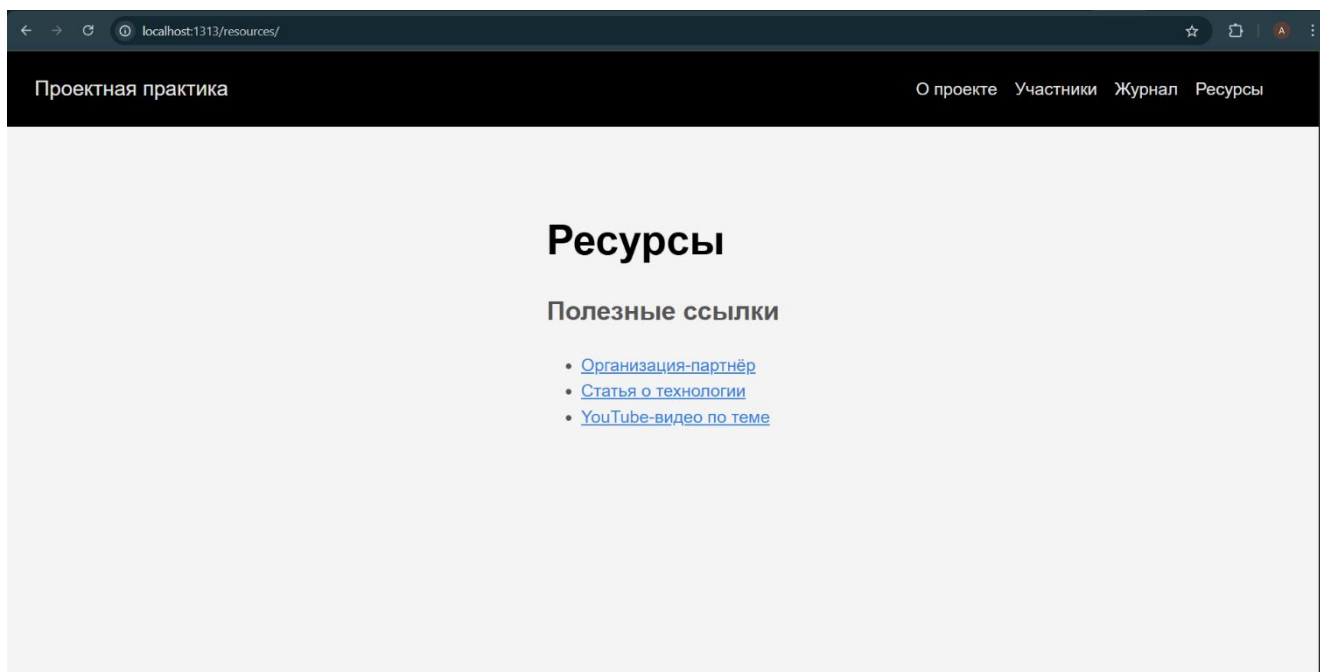 localhost:1313/resources/
A
Проектная практика
О проекте Участники Журнал Ресурсы
Ресурсы
Полезные ссылки
Организация-партнёр
Статья о технологии
YouTube-видео по теме